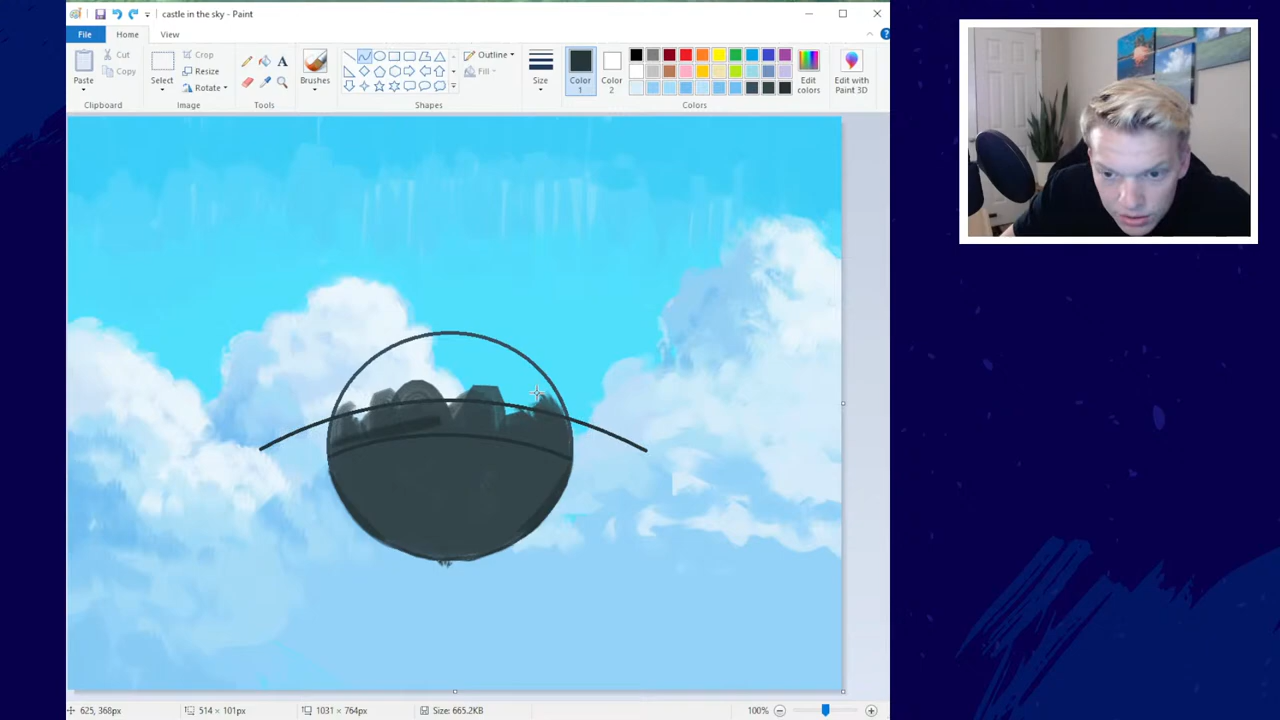 castle in the sky - Paint
File
Home
View
Paste
Cut
Copy
Clipboard
Select
Crop
Resize
Rotate
Image
A
Tools
Brushes
Outline
Fill
Shapes
Size
Color 1
Color 2
Edit colors
Colors
Edit with Paint 3D
625, 368px
514 × 101px
1031 × 764px
Size: 665.2KB
100%